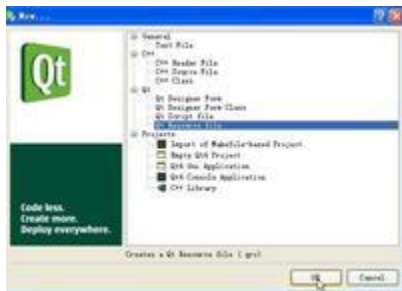 New...
General
Text File
C++
C++ Header File
C++ Source File
C++ Class
Qt
Qt Designer Form
Qt Designer Form Class
Qt Script file
Qt Resource file
Projects
Import of Makefile-based Project
Empty Qt4 Project
Qt4 Gui Application
Qt4 Console Application
C++ Library
Qt
Code less.
Create more.
Deploy everywhere.
Creates a Qt Resource file (.qrc)
OK
Cancel